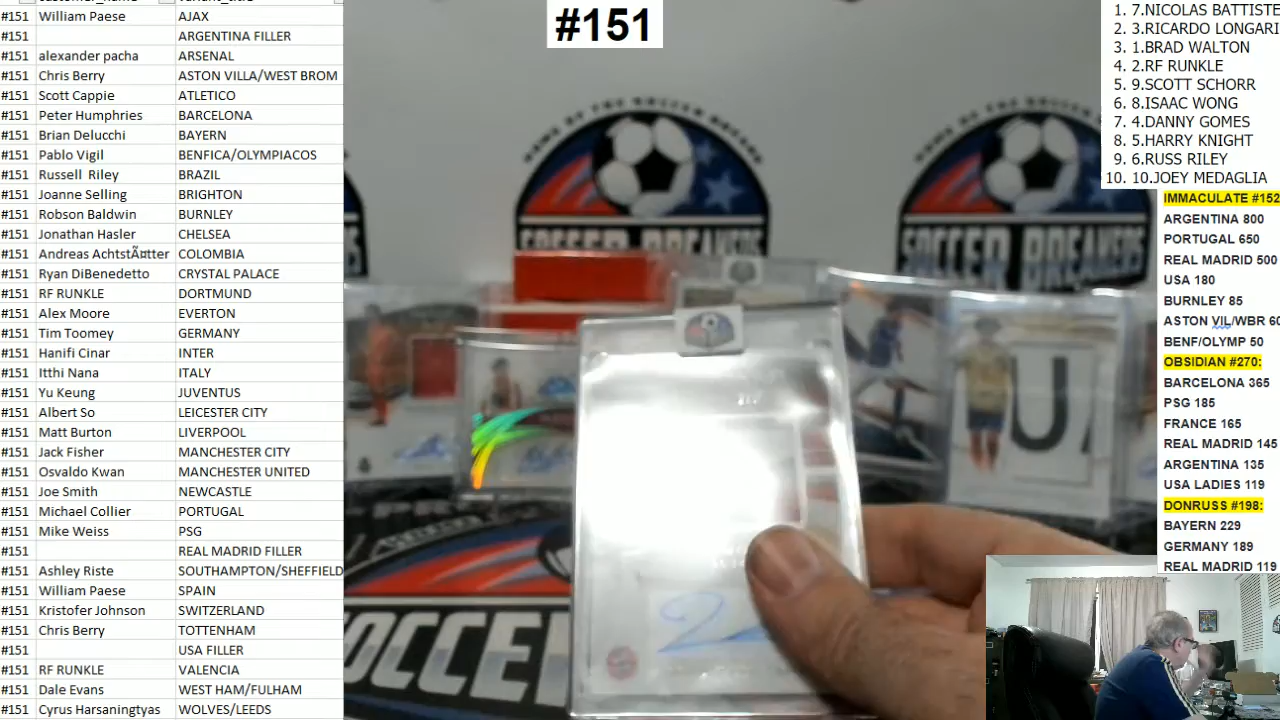 customer_name variant_title
#151 William Paese AJAX
#151 ARGENTINA FILLER
#151 alexander pacha ARSENAL
#151 Chris Berry ASTON VILLA/WEST BROM
#151 Scott Cappie ATLETICO
#151 Peter Humphries BARCELONA
#151 Brian Delucchi BAYERN
#151 Pablo Vigil BENFICA/OLYMPIACOS
#151 Russell Riley BRAZIL
#151 Joanne Selling BRIGHTON
#151 Robson Baldwin BURNLEY
#151 Jonathan Hasler CHELSEA
#151 Andreas AchtstÃ¤tter COLOMBIA
#151 Ryan DiBenedetto CRYSTAL PALACE
#151 RF RUNKLE DORTMUND
#151 Alex Moore EVERTON
#151 Tim Toomey GERMANY
#151 Hanifi Cinar INTER
#151 Itthi Nana ITALY
#151 Yu Keung JUVENTUS
#151 Albert So LEICESTER CITY
#151 Matt Burton LIVERPOOL
#151 Jack Fisher MANCHESTER CITY
#151 Osvaldo Kwan MANCHESTER UNITED
#151 Joe Smith NEWCASTLE
#151 Michael Collier PORTUGAL
#151 Mike Weiss PSG
#151 REAL MADRID FILLER
#151 Ashley Riste SOUTHAMPTON/SHEFFIELD
#151 William Paese SPAIN
#151 Kristofer Johnson SWITZERLAND
#151 Chris Berry TOTTENHAM
#151 USA FILLER
#151 RF RUNKLE VALENCIA
#151 Dale Evans WEST HAM/FULHAM
#151 Cyrus Harsaningtyas WOLVES/LEEDS
#151
SOCCER BREAKERS
SOCCER
SOCCER
1. 7.NICOLAS BATTISTE
2. 3.RICARDO LONGARI
3. 1.BRAD WALTON
4. 2.RF RUNKLE
5. 9.SCOTT SCHORR
6. 8.ISAAC WONG
7. 4.DANNY GOMES
8. 5.HARRY KNIGHT
9. 6.RUSS RILEY
10. 10.JOEY MEDAGLIA
IMMACULATE #152
ARGENTINA 800
PORTUGAL 650
REAL MADRID 500
USA 180
BURNLEY 85
ASTON VIL/WBR 60
BENF/OLYMP 50
OBSIDIAN #270:
BARCELONA 365
PSG 185
FRANCE 165
REAL MADRID 145
ARGENTINA 135
USA LADIES 119
DONRUSS #198:
BAYERN 229
GERMANY 189
REAL MADRID 119